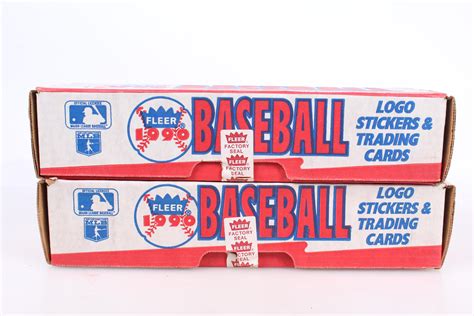 FLEER
1990
BASEBALL
LOGO
STICKERS &
TRADING
CARDS
FLEER
FACTORY
SEAL
FLEER
FLEER
1990
BASEBALL
LOGO
STICKERS &
TRADING
CARDS
FLEER
FACTORY
SEAL
FLEER